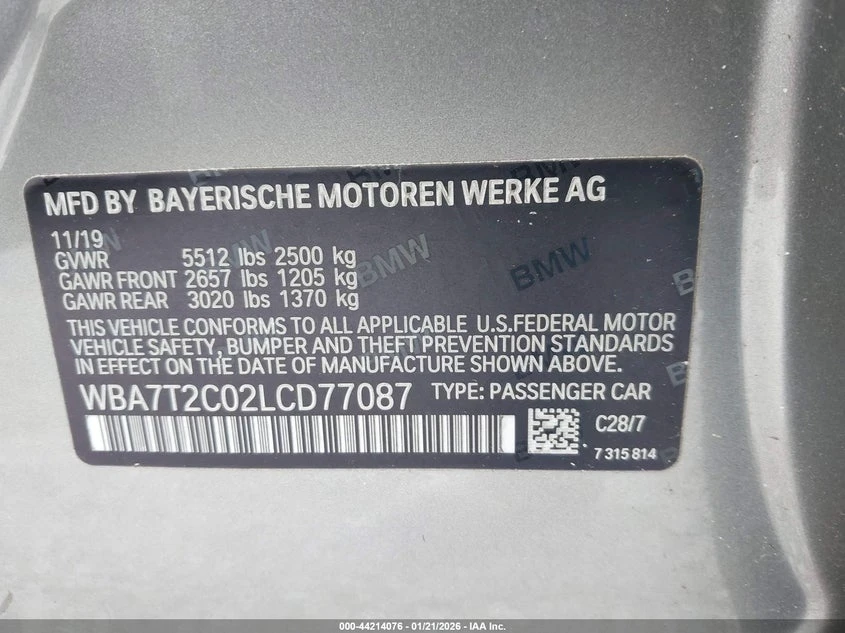 MFD BY BAYERISCHE MOTOREN WERKE AG
11/19
GVWR 5512 lbs 2500 kg
GAWR FRONT 2657 lbs 1205 kg
GAWR REAR 3020 lbs 1370 kg
BMW BMW
THIS VEHICLE CONFORMS TO ALL APPLICABLE U.S.FEDERAL MOTOR
VEHICLE SAFETY, BUMPER AND THEFT PREVENTION STANDARDS
IN EFFECT ON THE DATE OF MANUFACTURE SHOWN ABOVE.
WBA7T2C02LCD77087 TYPE: PASSENGER CAR
C28/7
7 315 814
000-44214076 - 01/21/2026 - IAA Inc.